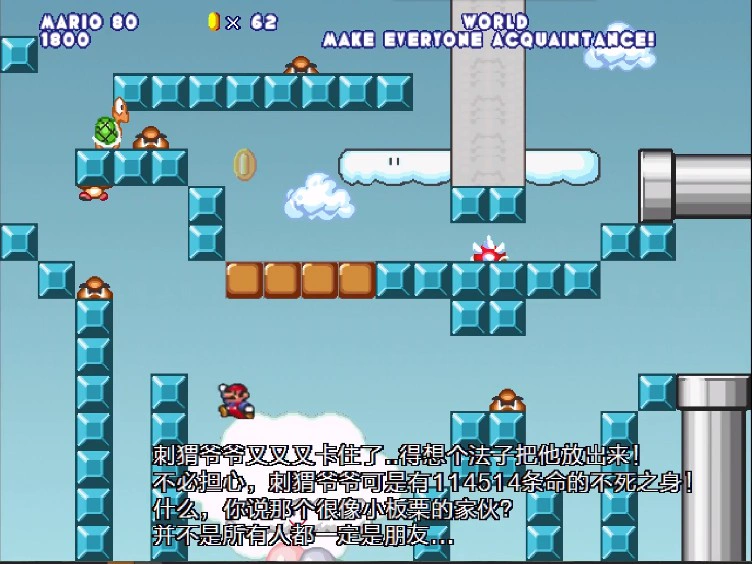 MARIO 80
1800
× 62
WORLD
MAKE EVERYONE ACQUAINTANCE!
刺猬爷爷又又又卡住了..得想个法子把他放出来!
不必担心，刺猬爷爷可是有114514条命的不死之身!
什么，你说那个很像小板栗的家伙?
并不是所有人都一定是朋友...